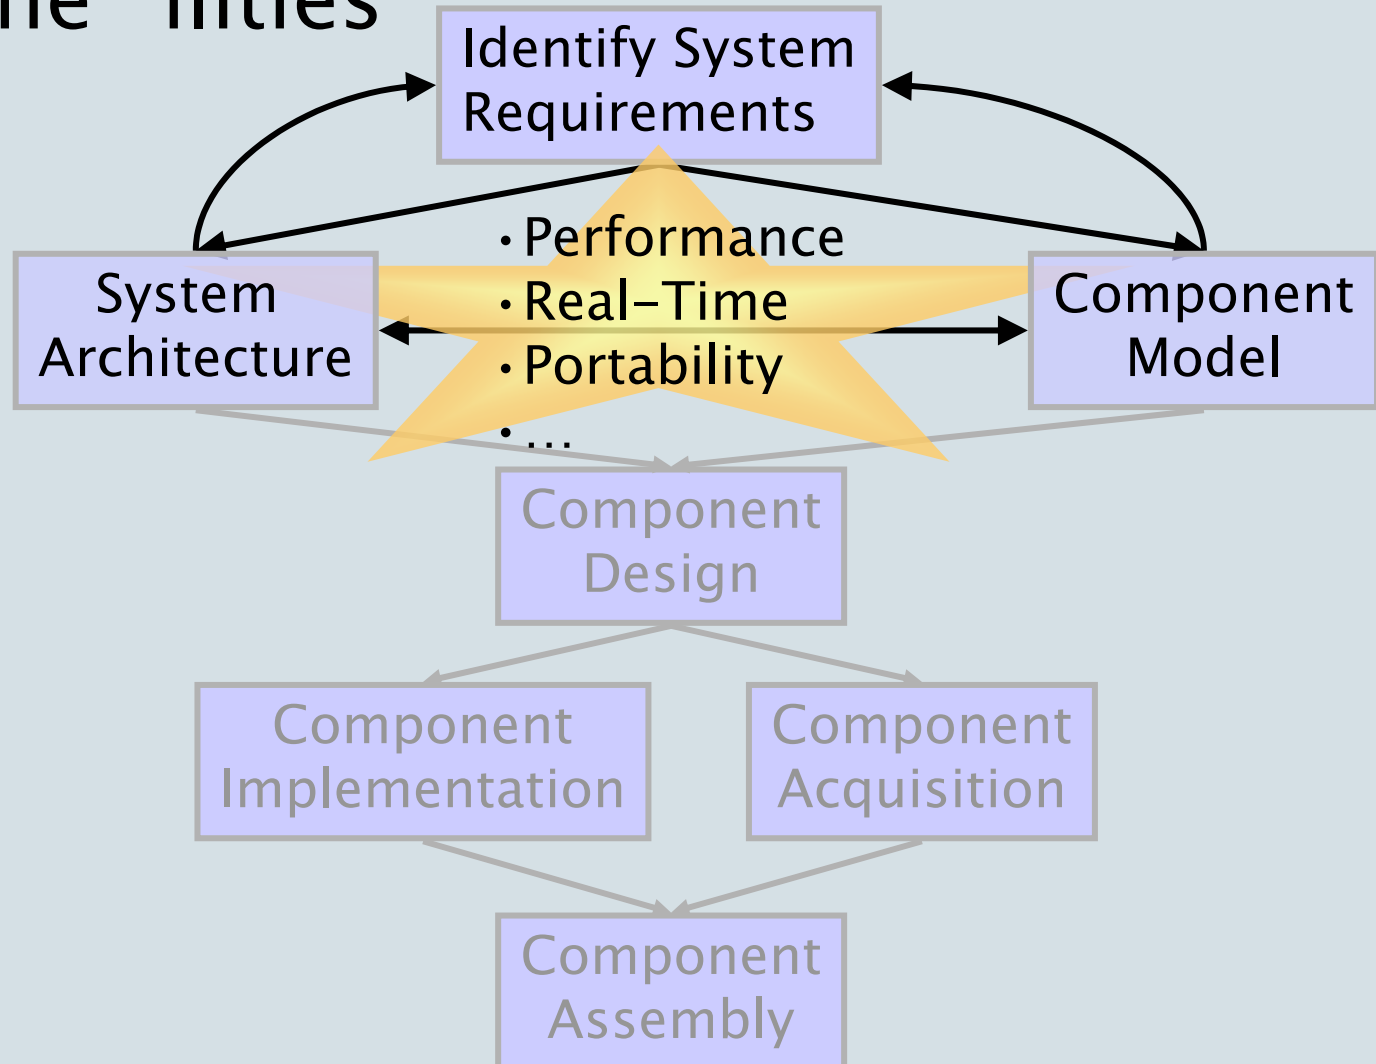 Identify System
Requirements
• Performance
• Real-Time
• Portability
• ...
System
Architecture
Component
Model
Component
Design
Component
Implementation
Component
Acquisition
Component
Assembly